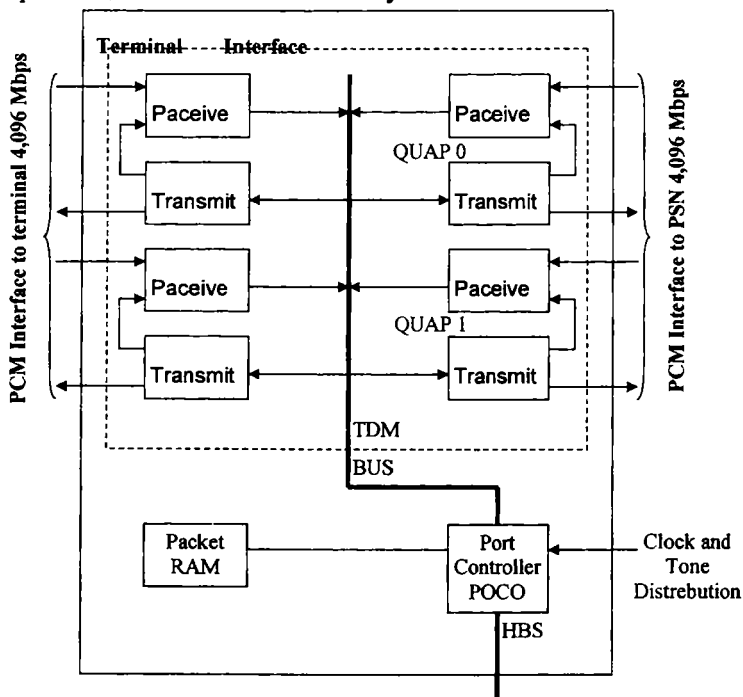 Terminal Interface
PCM Interface to terminal 4,096 Mbps
Paceive
Paceive
QUAP 0
Transmit
Transmit
Paceive
Paceive
QUAP 1
Transmit
Transmit
PCM Interface to PSN 4,096 Mbps
TDM
BUS
Packet
RAM
Port
Controller
POCO
Clock and
Tone
Distrebution
HBS